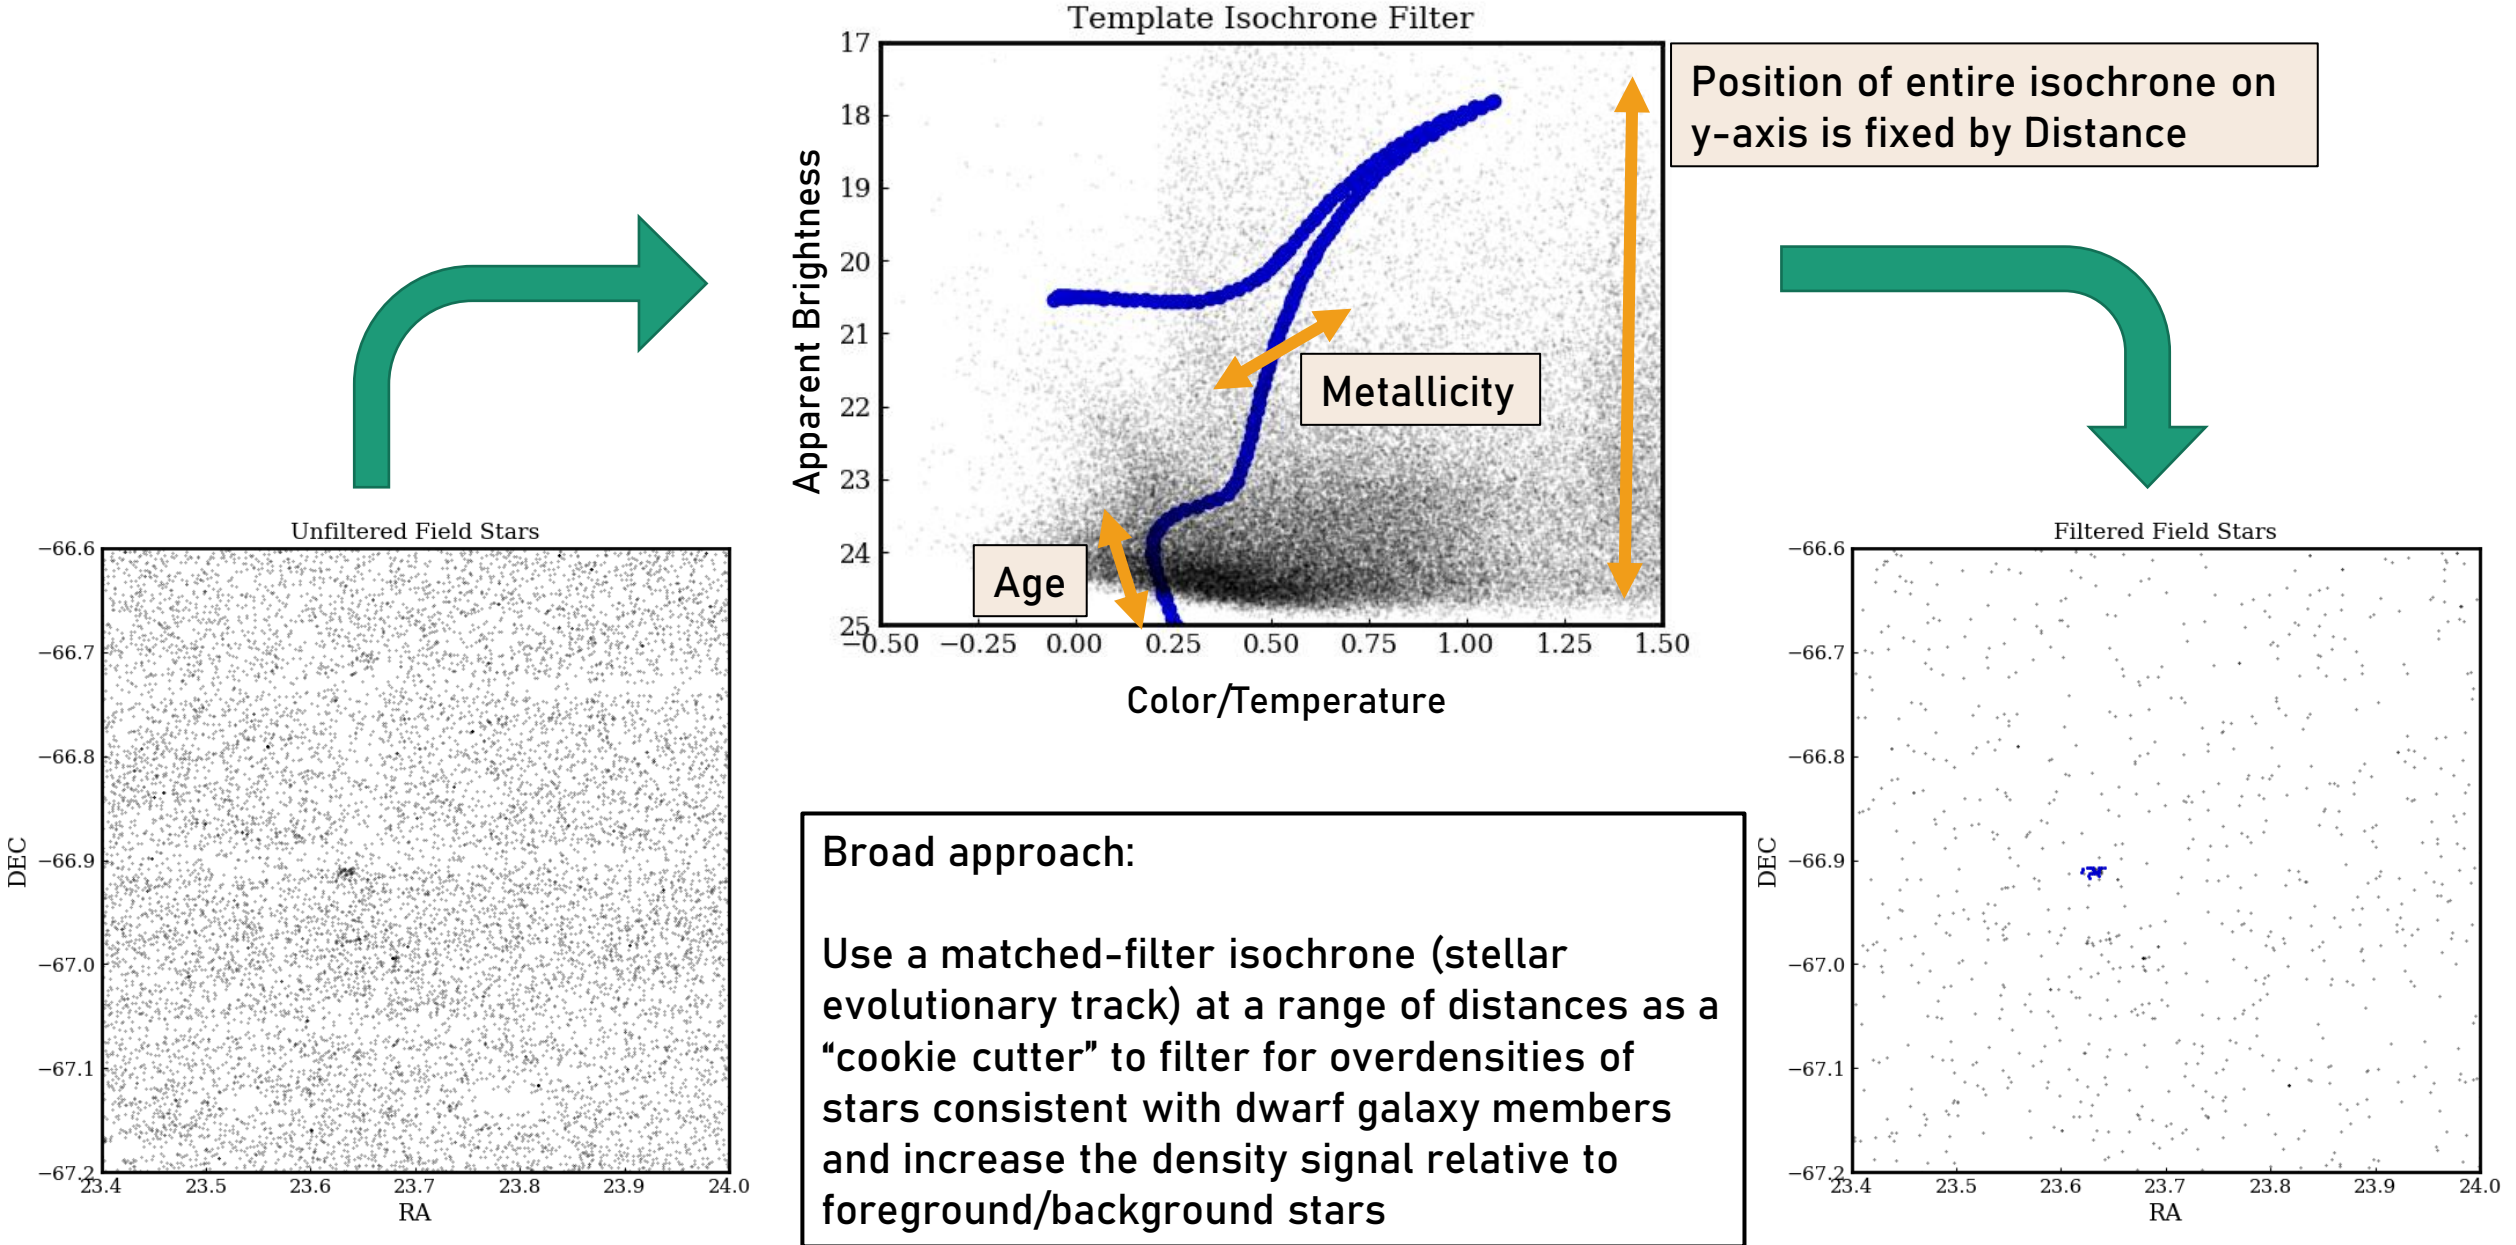 Template Isochrone Filter
17
18
19
20
21
22
23
24
25
Apparent Brightness
−0.50 −0.25 0.00 0.25 0.50 0.75 1.00 1.25 1.50
Color/Temperature
Metallicity
Age
Position of entire isochrone on
y-axis is fixed by Distance
Unfiltered Field Stars
−66.6
−66.7
−66.8
−66.9
−67.0
−67.1
−67.2
DEC
23.4 23.5 23.6 23.7 23.8 23.9 24.0
RA
Broad approach:
Use a matched-filter isochrone (stellar
evolutionary track) at a range of distances as a
“cookie cutter” to filter for overdensities of
stars consistent with dwarf galaxy members
and increase the density signal relative to
foreground/background stars
Filtered Field Stars
−66.6
−66.7
−66.8
−66.9
−67.0
−67.1
−67.2
DEC
23.4 23.5 23.6 23.7 23.8 23.9 24.0
RA